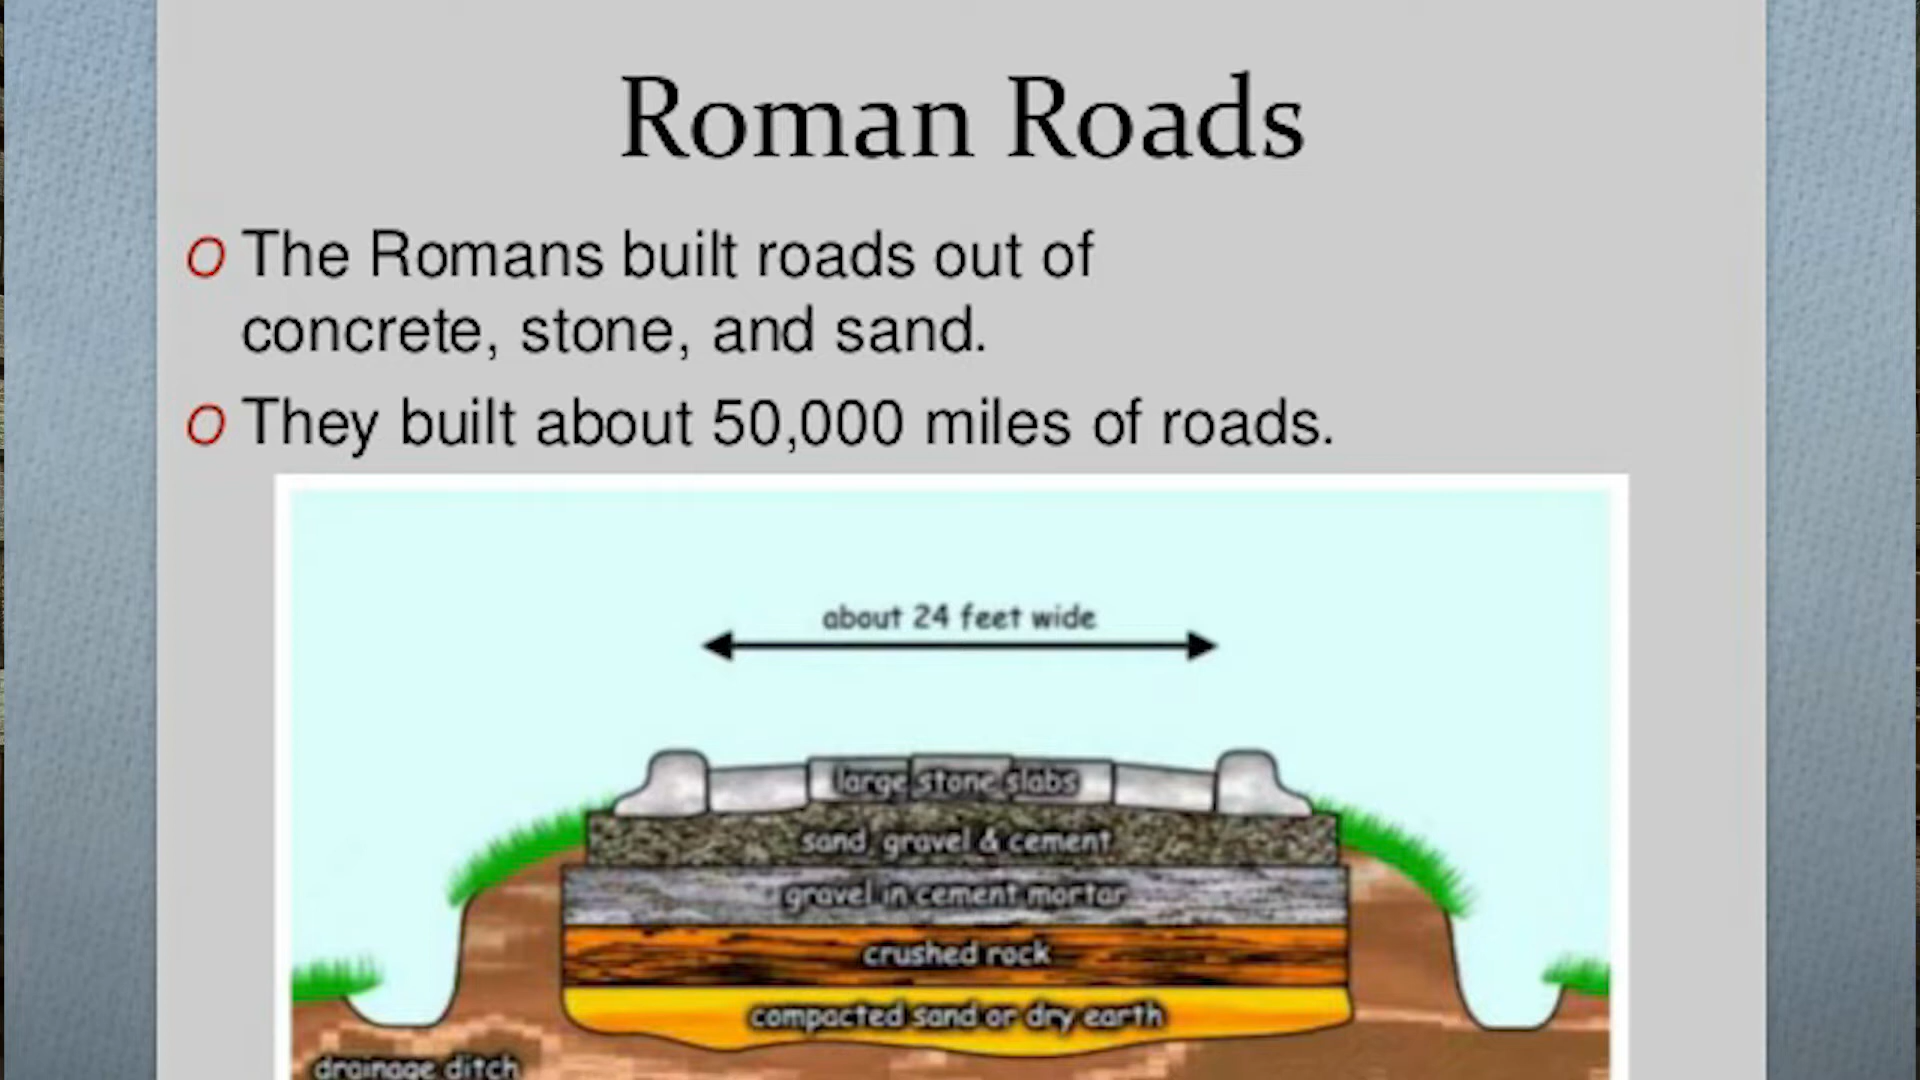 Roman Roads
O The Romans built roads out of
concrete, stone, and sand.
O They built about 50,000 miles of roads.
about 24 feet wide
large stone slabs
sand, gravel & cement
gravel in cement mortar
crushed rock
compacted sand or dry earth
drainage ditch